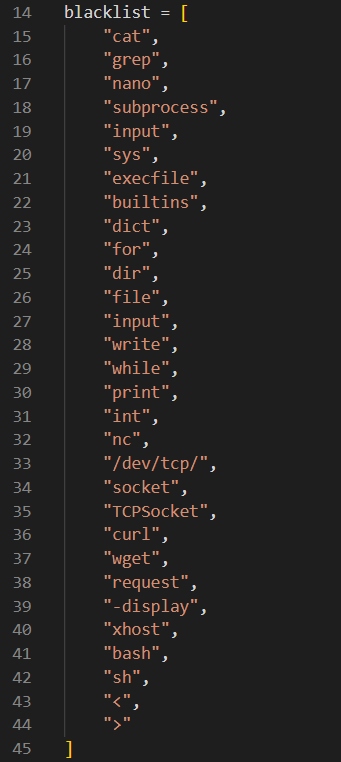 14 blacklist = [
15     "cat",
16     "grep",
17     "nano",
18     "subprocess",
19     "input",
20     "sys",
21     "execfile",
22     "builtins",
23     "dict",
24     "for",
25     "dir",
26     "file",
27     "input",
28     "write",
29     "while",
30     "print",
31     "int",
32     "nc",
33     "/dev/tcp/",
34     "socket",
35     "TCPSocket",
36     "curl",
37     "wget",
38     "request",
39     "-display",
40     "xhost",
41     "bash",
42     "sh",
43     "<",
44     ">"
45 ]